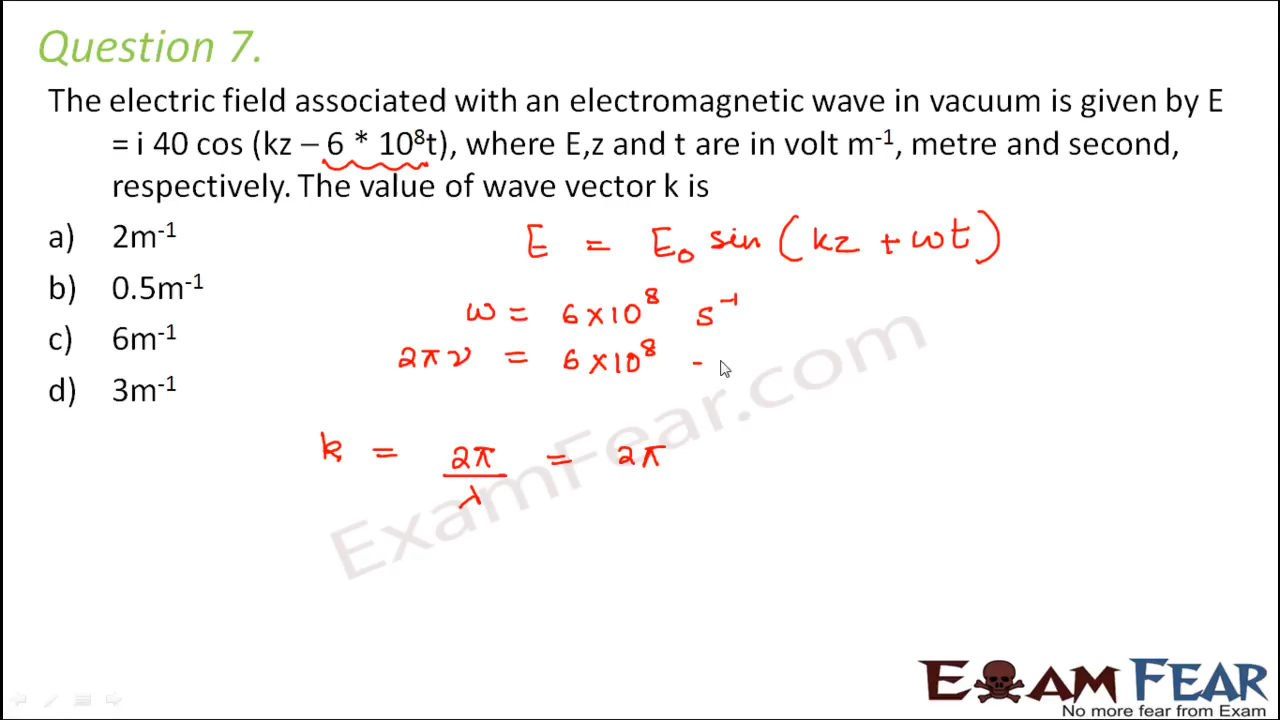 Question 7.
The electric field associated with an electromagnetic wave in vacuum is given by E
= i 40 cos (kz – 6 * 10⁸t), where E,z and t are in volt m⁻¹, metre and second,
respectively. The value of wave vector k is
a) 2m⁻¹
E = E₀ sin (kz + ωt)
b) 0.5m⁻¹
ω = 6 × 10⁸ s⁻¹
c) 6m⁻¹
2πν = 6 × 10⁸ -
d) 3m⁻¹
k = 2π/λ = 2π
ExamFear.com
EXAM FEAR
No more fear from Exam